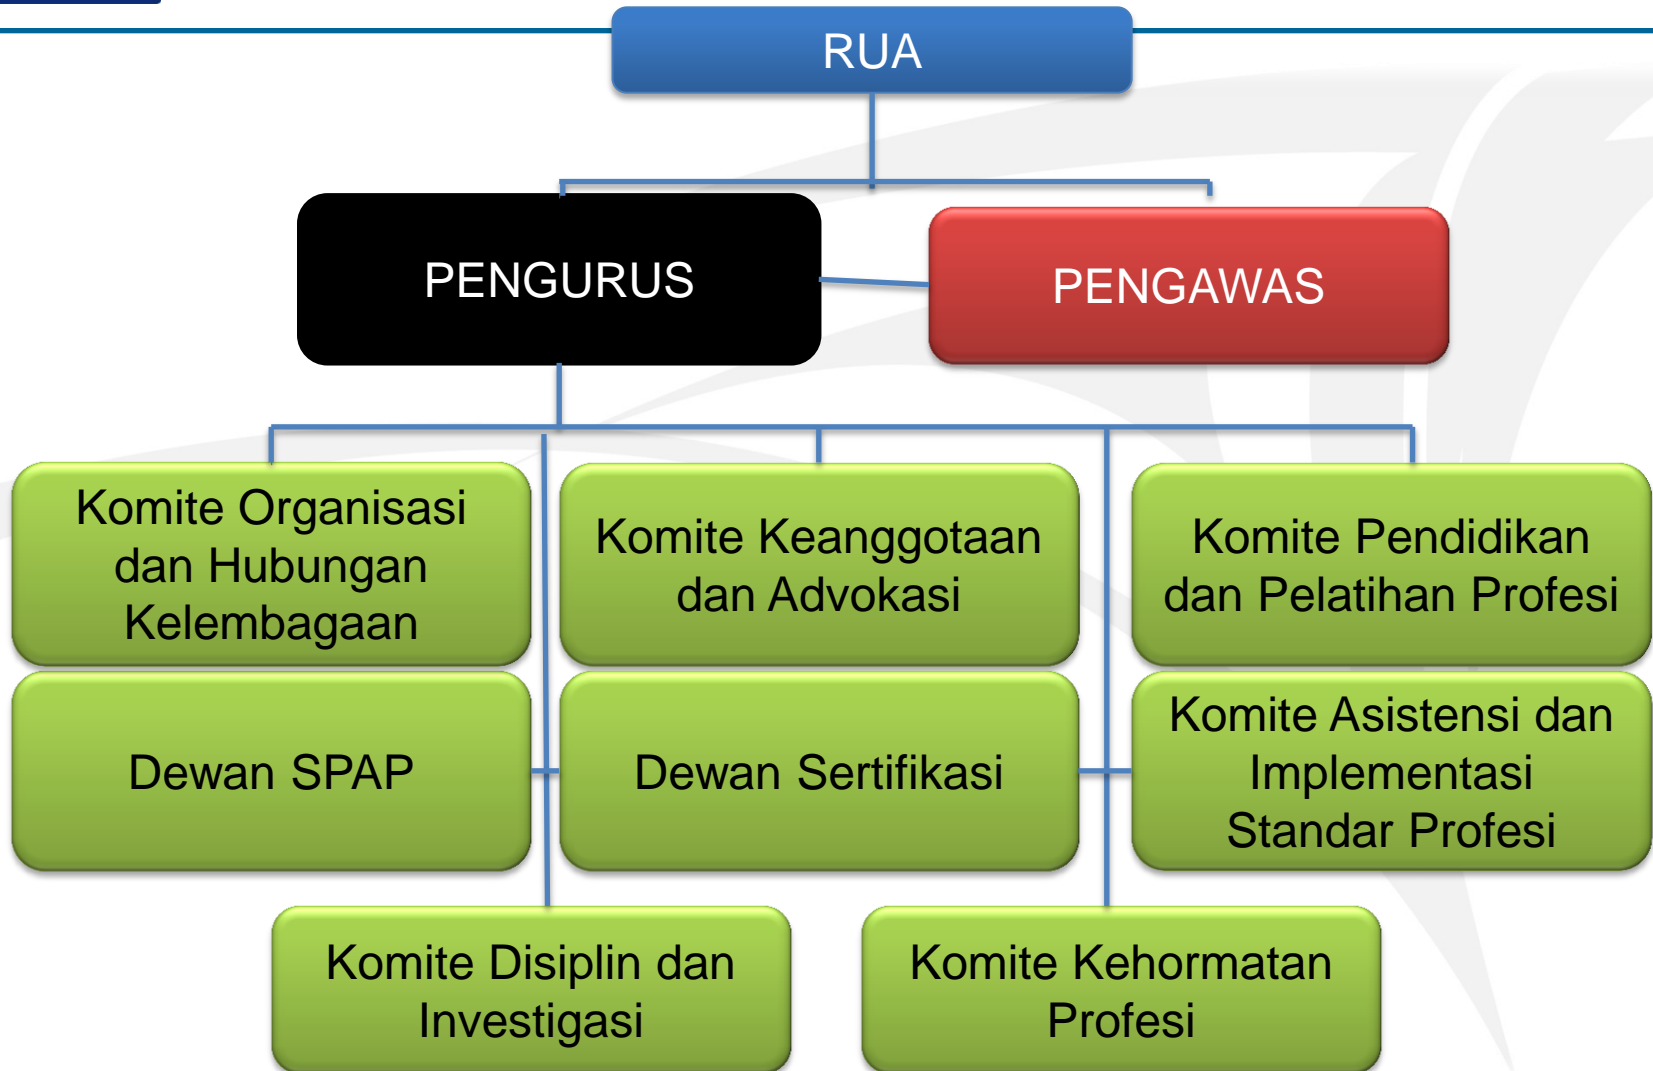 RUA
PENGURUS
PENGAWAS
Komite Organisasi
dan Hubungan
Kelembagaan
Komite Keanggotaan
dan Advokasi
Komite Pendidikan
dan Pelatihan Profesi
Dewan SPAP
Dewan Sertifikasi
Komite Asistensi dan
Implementasi
Standar Profesi
Komite Disiplin dan
Investigasi
Komite Kehormatan
Profesi